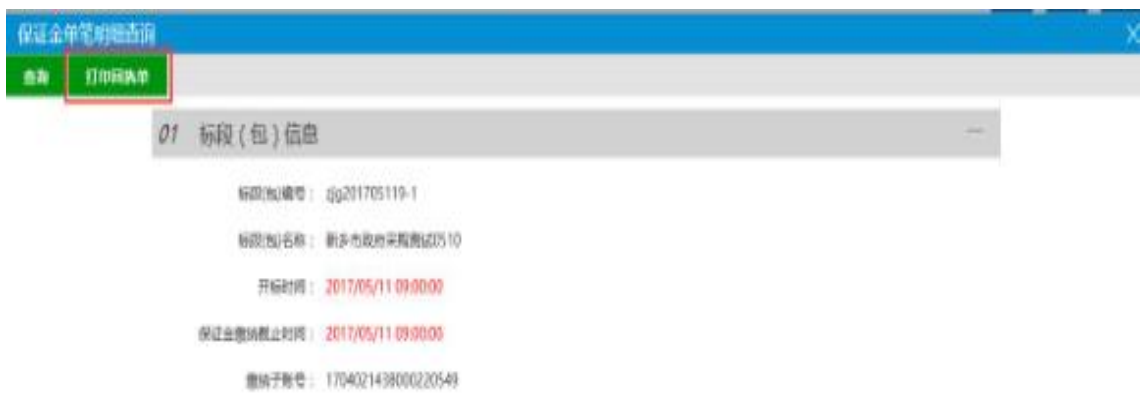 保证金单笔明细查询
查询 打印回执单
01 标段（包）信息
标段(包)编号： zjg201705119-1
标段(包)名称： 新乡市政府采购测试0510
开标时间： 2017/05/11 09:00:00
保证金缴纳截止时间： 2017/05/11 09:00:00
缴纳子账号： 1704021438000220549